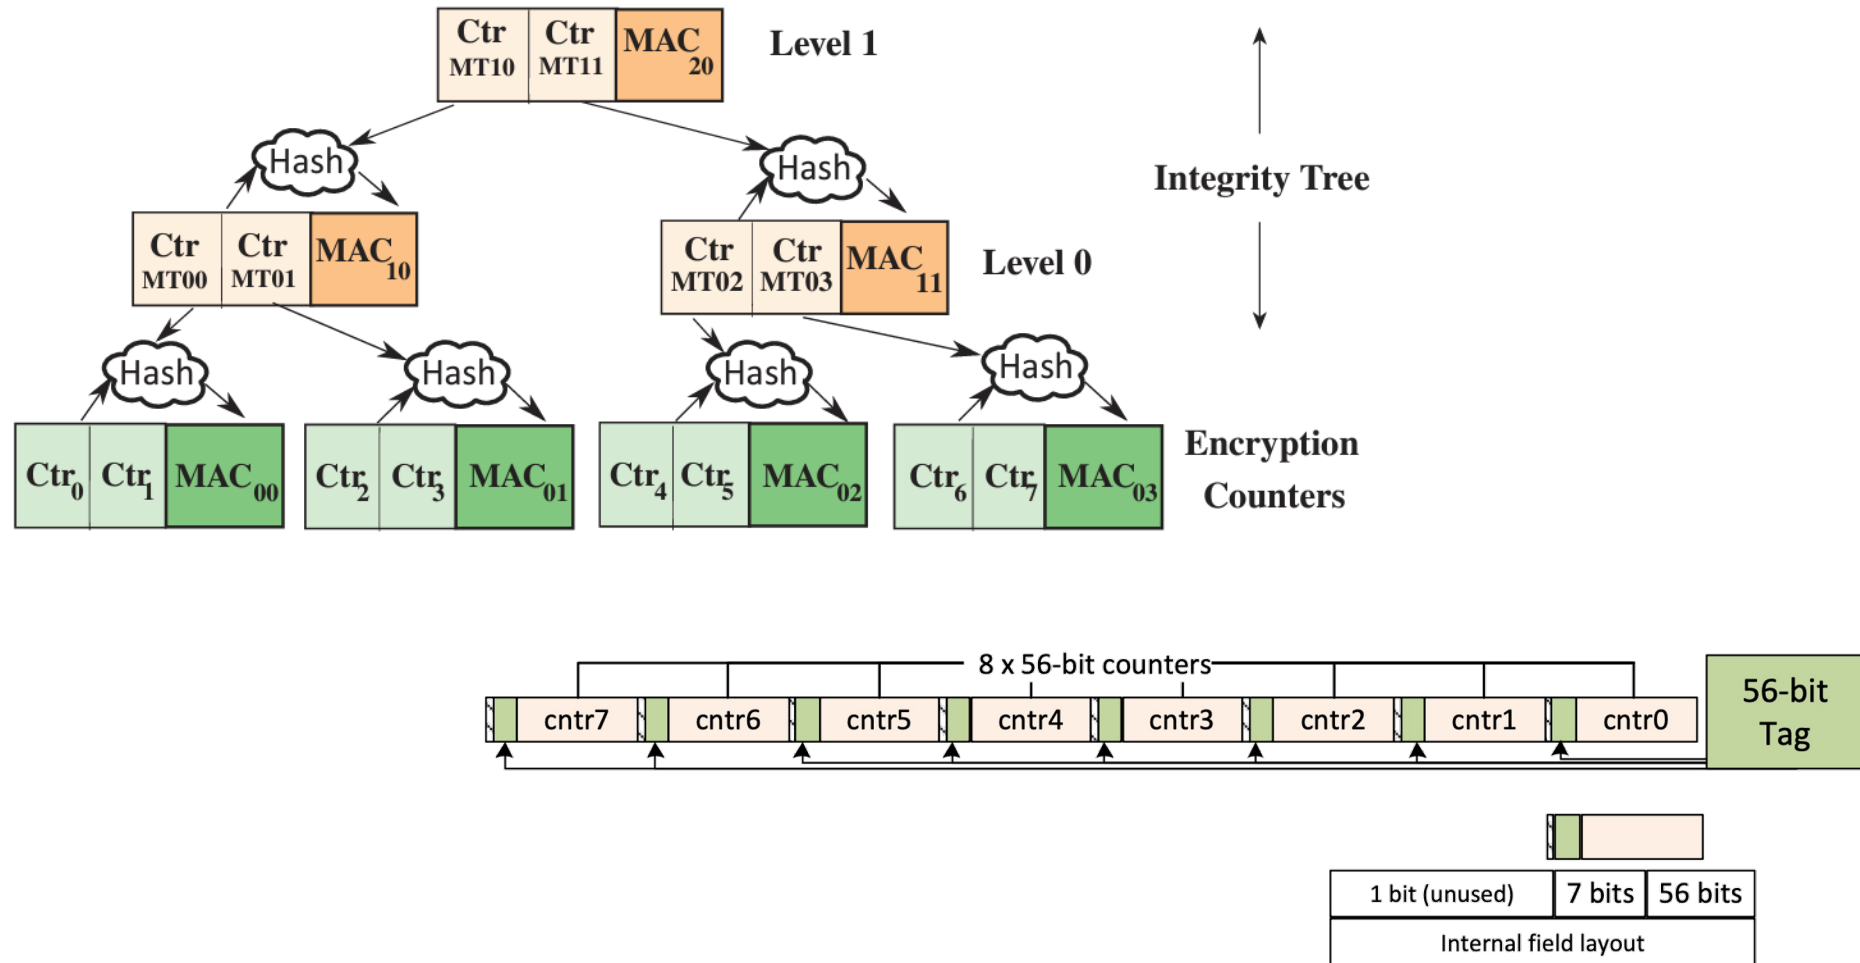 Ctr
MT10
Ctr
MT11
MAC
20
Level 1
Hash
Hash
Integrity Tree
Ctr
MT00
Ctr
MT01
MAC
10
Ctr
MT02
Ctr
MT03
MAC
11
Level 0
Hash
Hash
Hash
Hash
Ctr0
Ctr1
MAC00
Ctr2
Ctr3
MAC01
Ctr4
Ctr5
MAC02
Ctr6
Ctr7
MAC03
Encryption
Counters
8 x 56-bit counters
cntr7
cntr6
cntr5
cntr4
cntr3
cntr2
cntr1
cntr0
56-bit
Tag
1 bit (unused)
7 bits
56 bits
Internal field layout